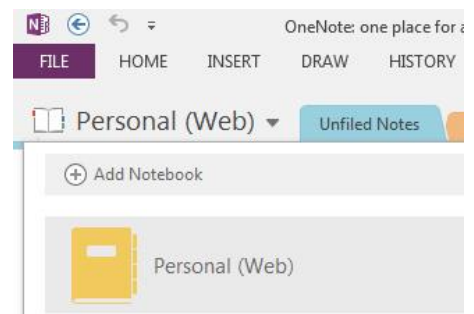 OneNote: one place for a
FILE HOME INSERT DRAW HISTORY
Personal (Web) Unfiled Notes
Add Notebook
Personal (Web)